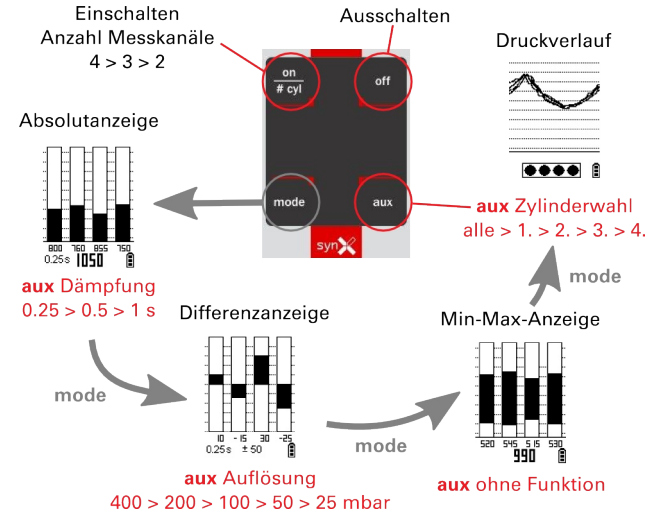 Einschalten
Anzahl Messkanäle
4 > 3 > 2
Ausschalten
Druckverlauf
on
# cyl
off
mode
aux
synX
Absolutanzeige
800 760 855 750
0.25 s 1050
aux Dämpfung
0.25 > 0.5 > 1 s
aux Zylinderwahl
alle > 1. > 2. > 3. > 4.
mode
Differenzanzeige
10 -15 30 -25
0.25 s ±50
aux Auflösung
400 > 200 > 100 > 50 > 25 mbar
mode
mode
Min-Max-Anzeige
520 545 515 530
990
aux ohne Funktion